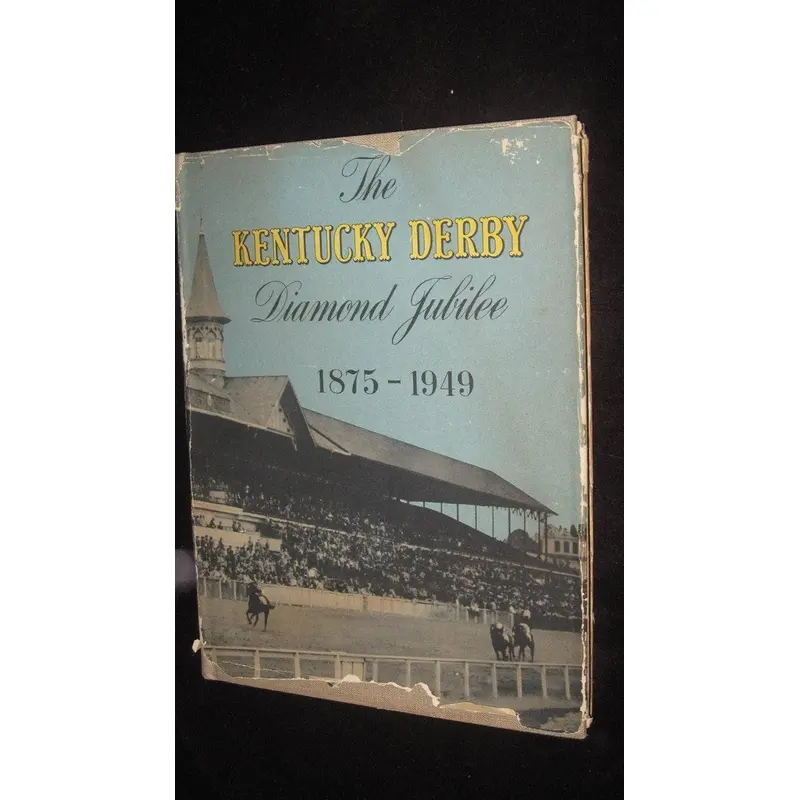 The
KENTUCKY DERBY
Diamond Jubilee
1875 - 1949